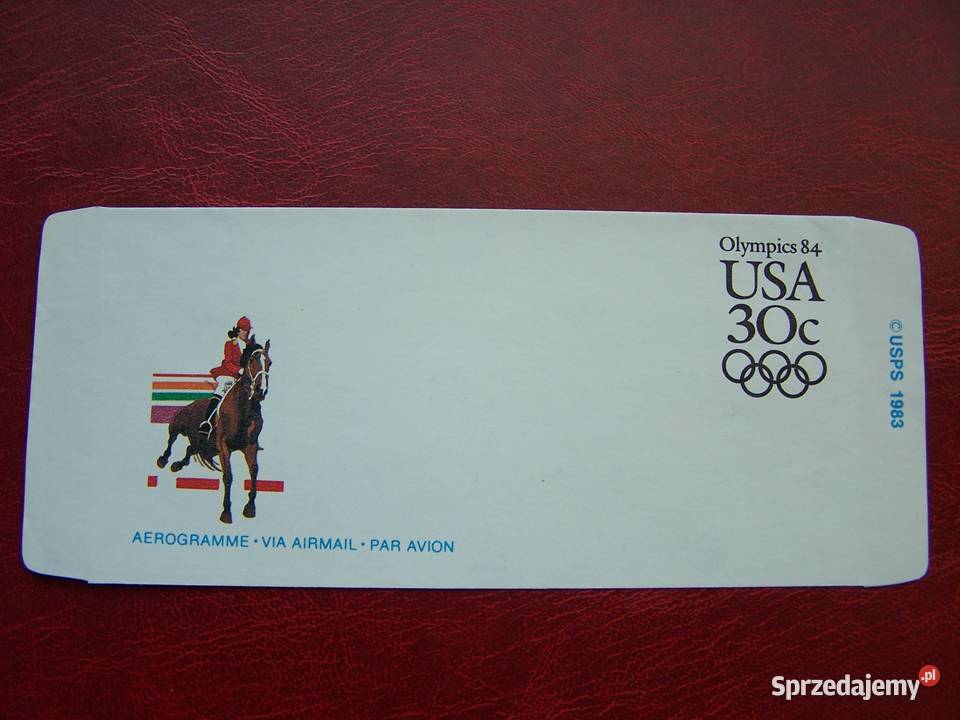 Olympics 84
USA
30c
© USPS 1983
AEROGRAMME • VIA AIRMAIL • PAR AVION
Sprzedajemy.pl